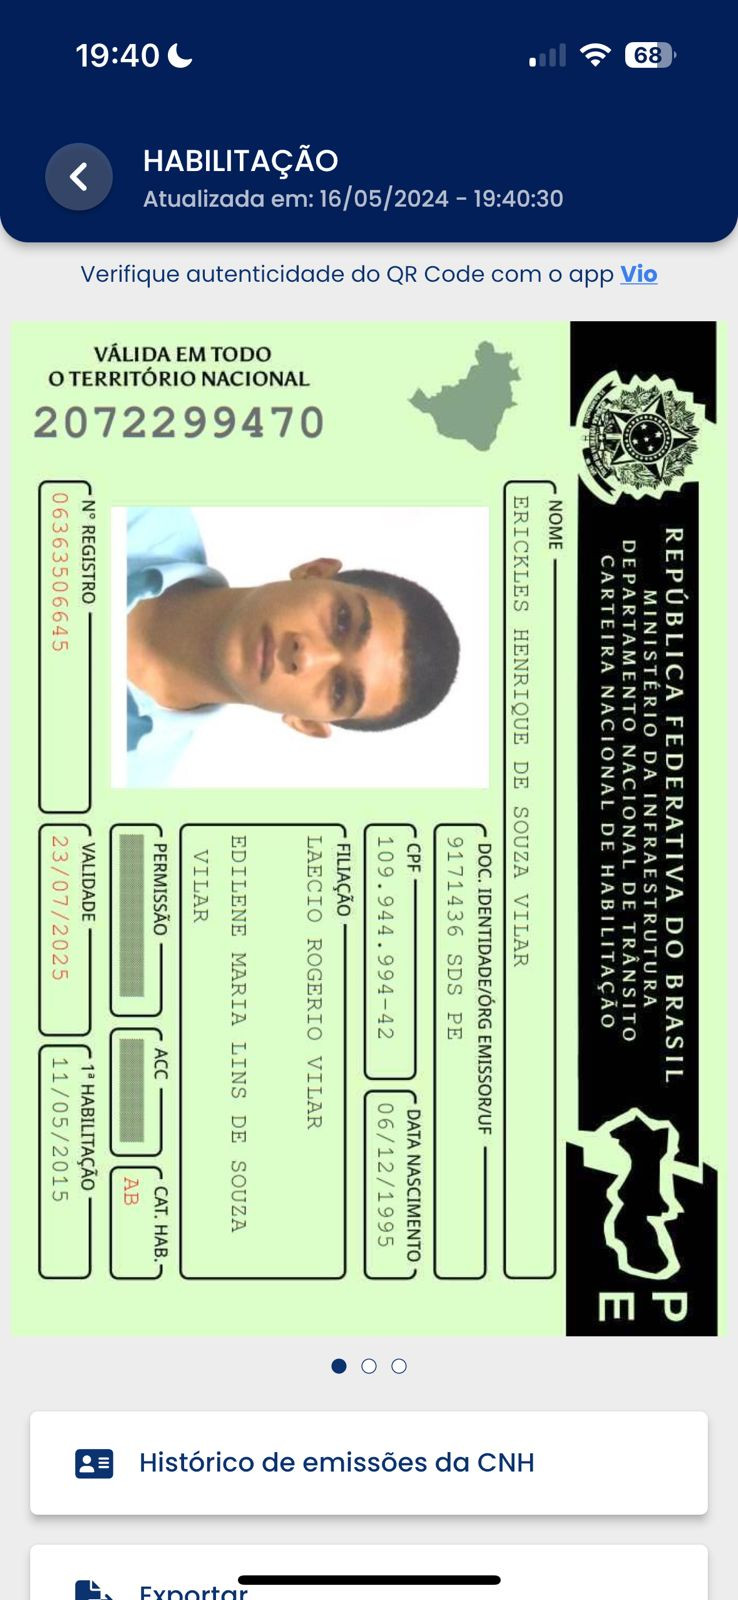 19:40
68
HABILITAÇÃO
Atualizada em: 16/05/2024 - 19:40:30
Verifique autenticidade do QR Code com o app Vio
VÁLIDA EM TODO
O TERRITÓRIO NACIONAL
2072299470
REPÚBLICA FEDERATIVA DO BRASIL
MINISTÉRIO DA INFRAESTRUTURA
DEPARTAMENTO NACIONAL DE TRÂNSITO
CARTEIRA NACIONAL DE HABILITAÇÃO
PE
NOME
ERICKLES HENRIQUE DE SOUZA VILAR
DOC. IDENTIDADE/ÓRG EMISSOR/UF
9171436 SDS PE
CPF
109.944.994-42
DATA NASCIMENTO
06/12/1995
FILIAÇÃO
LAECIO ROGERIO VILAR
EDILENE MARIA LINS DE SOUZA
VILAR
PERMISSÃO
ACC
CAT. HAB.
AB
Nº REGISTRO
06363506645
VALIDADE
23/07/2025
1ª HABILITAÇÃO
11/05/2015
Histórico de emissões da CNH
Exportar